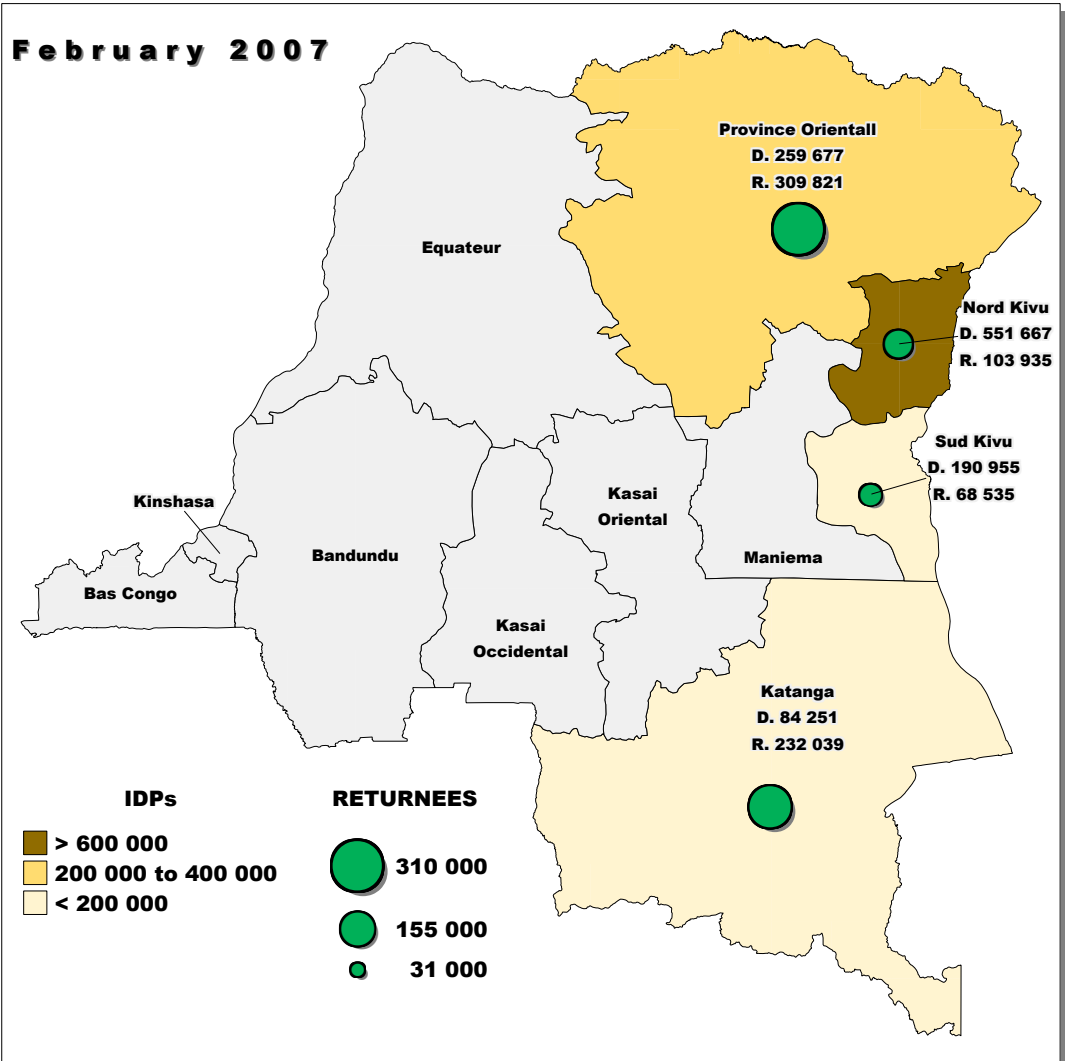 February 2007
Province Orientall
D. 259 677
R. 309 821
Equateur
Nord Kivu
D. 551 667
R. 103 935
Sud Kivu
D. 190 955
R. 68 535
Kinshasa
Kasai
Oriental
Bandundu
Maniema
Bas Congo
Kasai
Occidental
Katanga
D. 84 251
R. 232 039
IDPs
> 600 000
200 000 to 400 000
< 200 000
RETURNEES
310 000
155 000
31 000